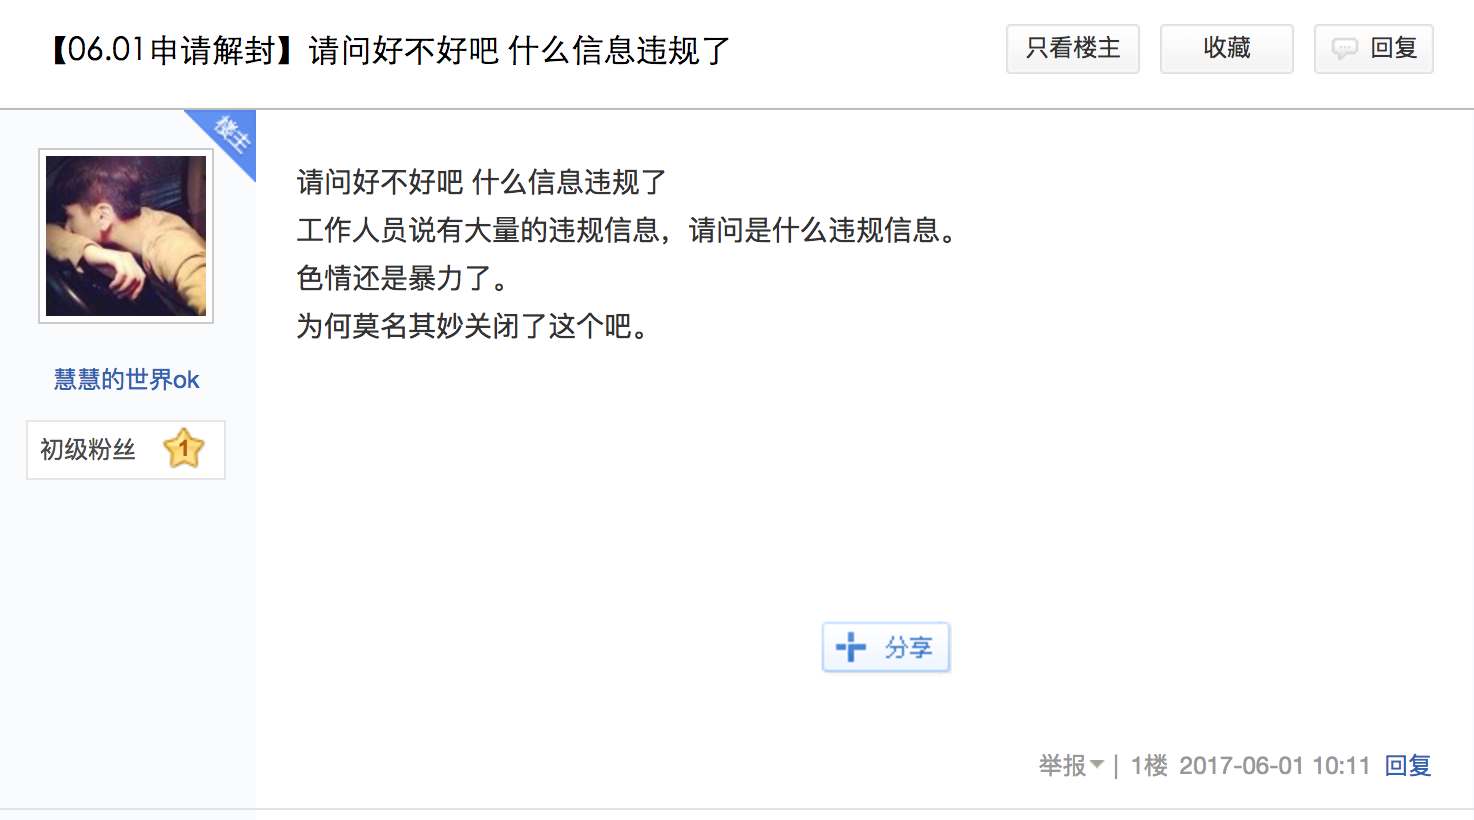 【06.01申请解封】请问好不好吧 什么信息违规了
只看楼主
收藏
回复
楼主
请问好不好吧 什么信息违规了
工作人员说有大量的违规信息，请问是什么违规信息。
色情还是暴力了。
为何莫名其妙关闭了这个吧。
慧慧的世界ok
初级粉丝 1
分享
举报 | 1楼 2017-06-01 10:11 回复